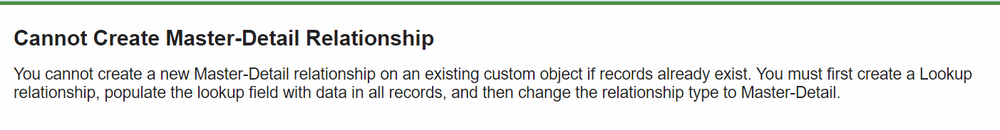 Cannot Create Master-Detail Relationship
You cannot create a new Master-Detail relationship on an existing custom object if records already exist. You must first create a Lookup
relationship, populate the lookup field with data in all records, and then change the relationship type to Master-Detail.